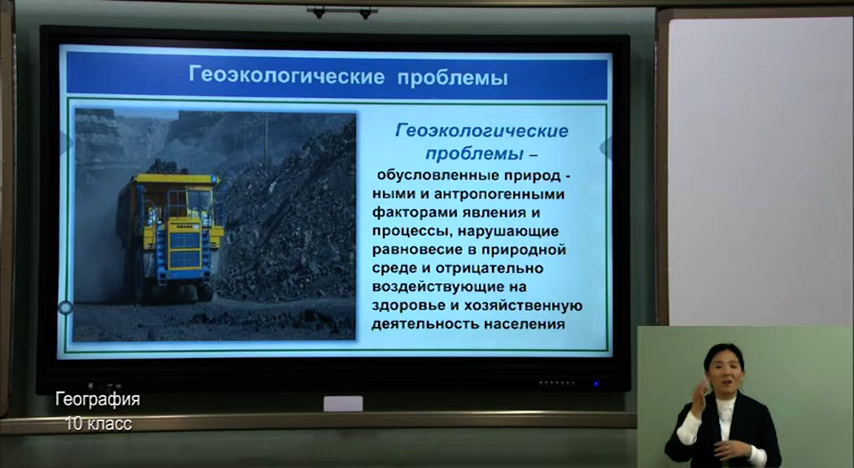 Геоэкологические проблемы
Геоэкологические
проблемы –
обусловленные природ -
ными и антропогенными
факторами явления и
процессы, нарушающие
равновесие в природной
среде и отрицательно
воздействующие на
здоровье и хозяйственную
деятельность населения
География
10 класс